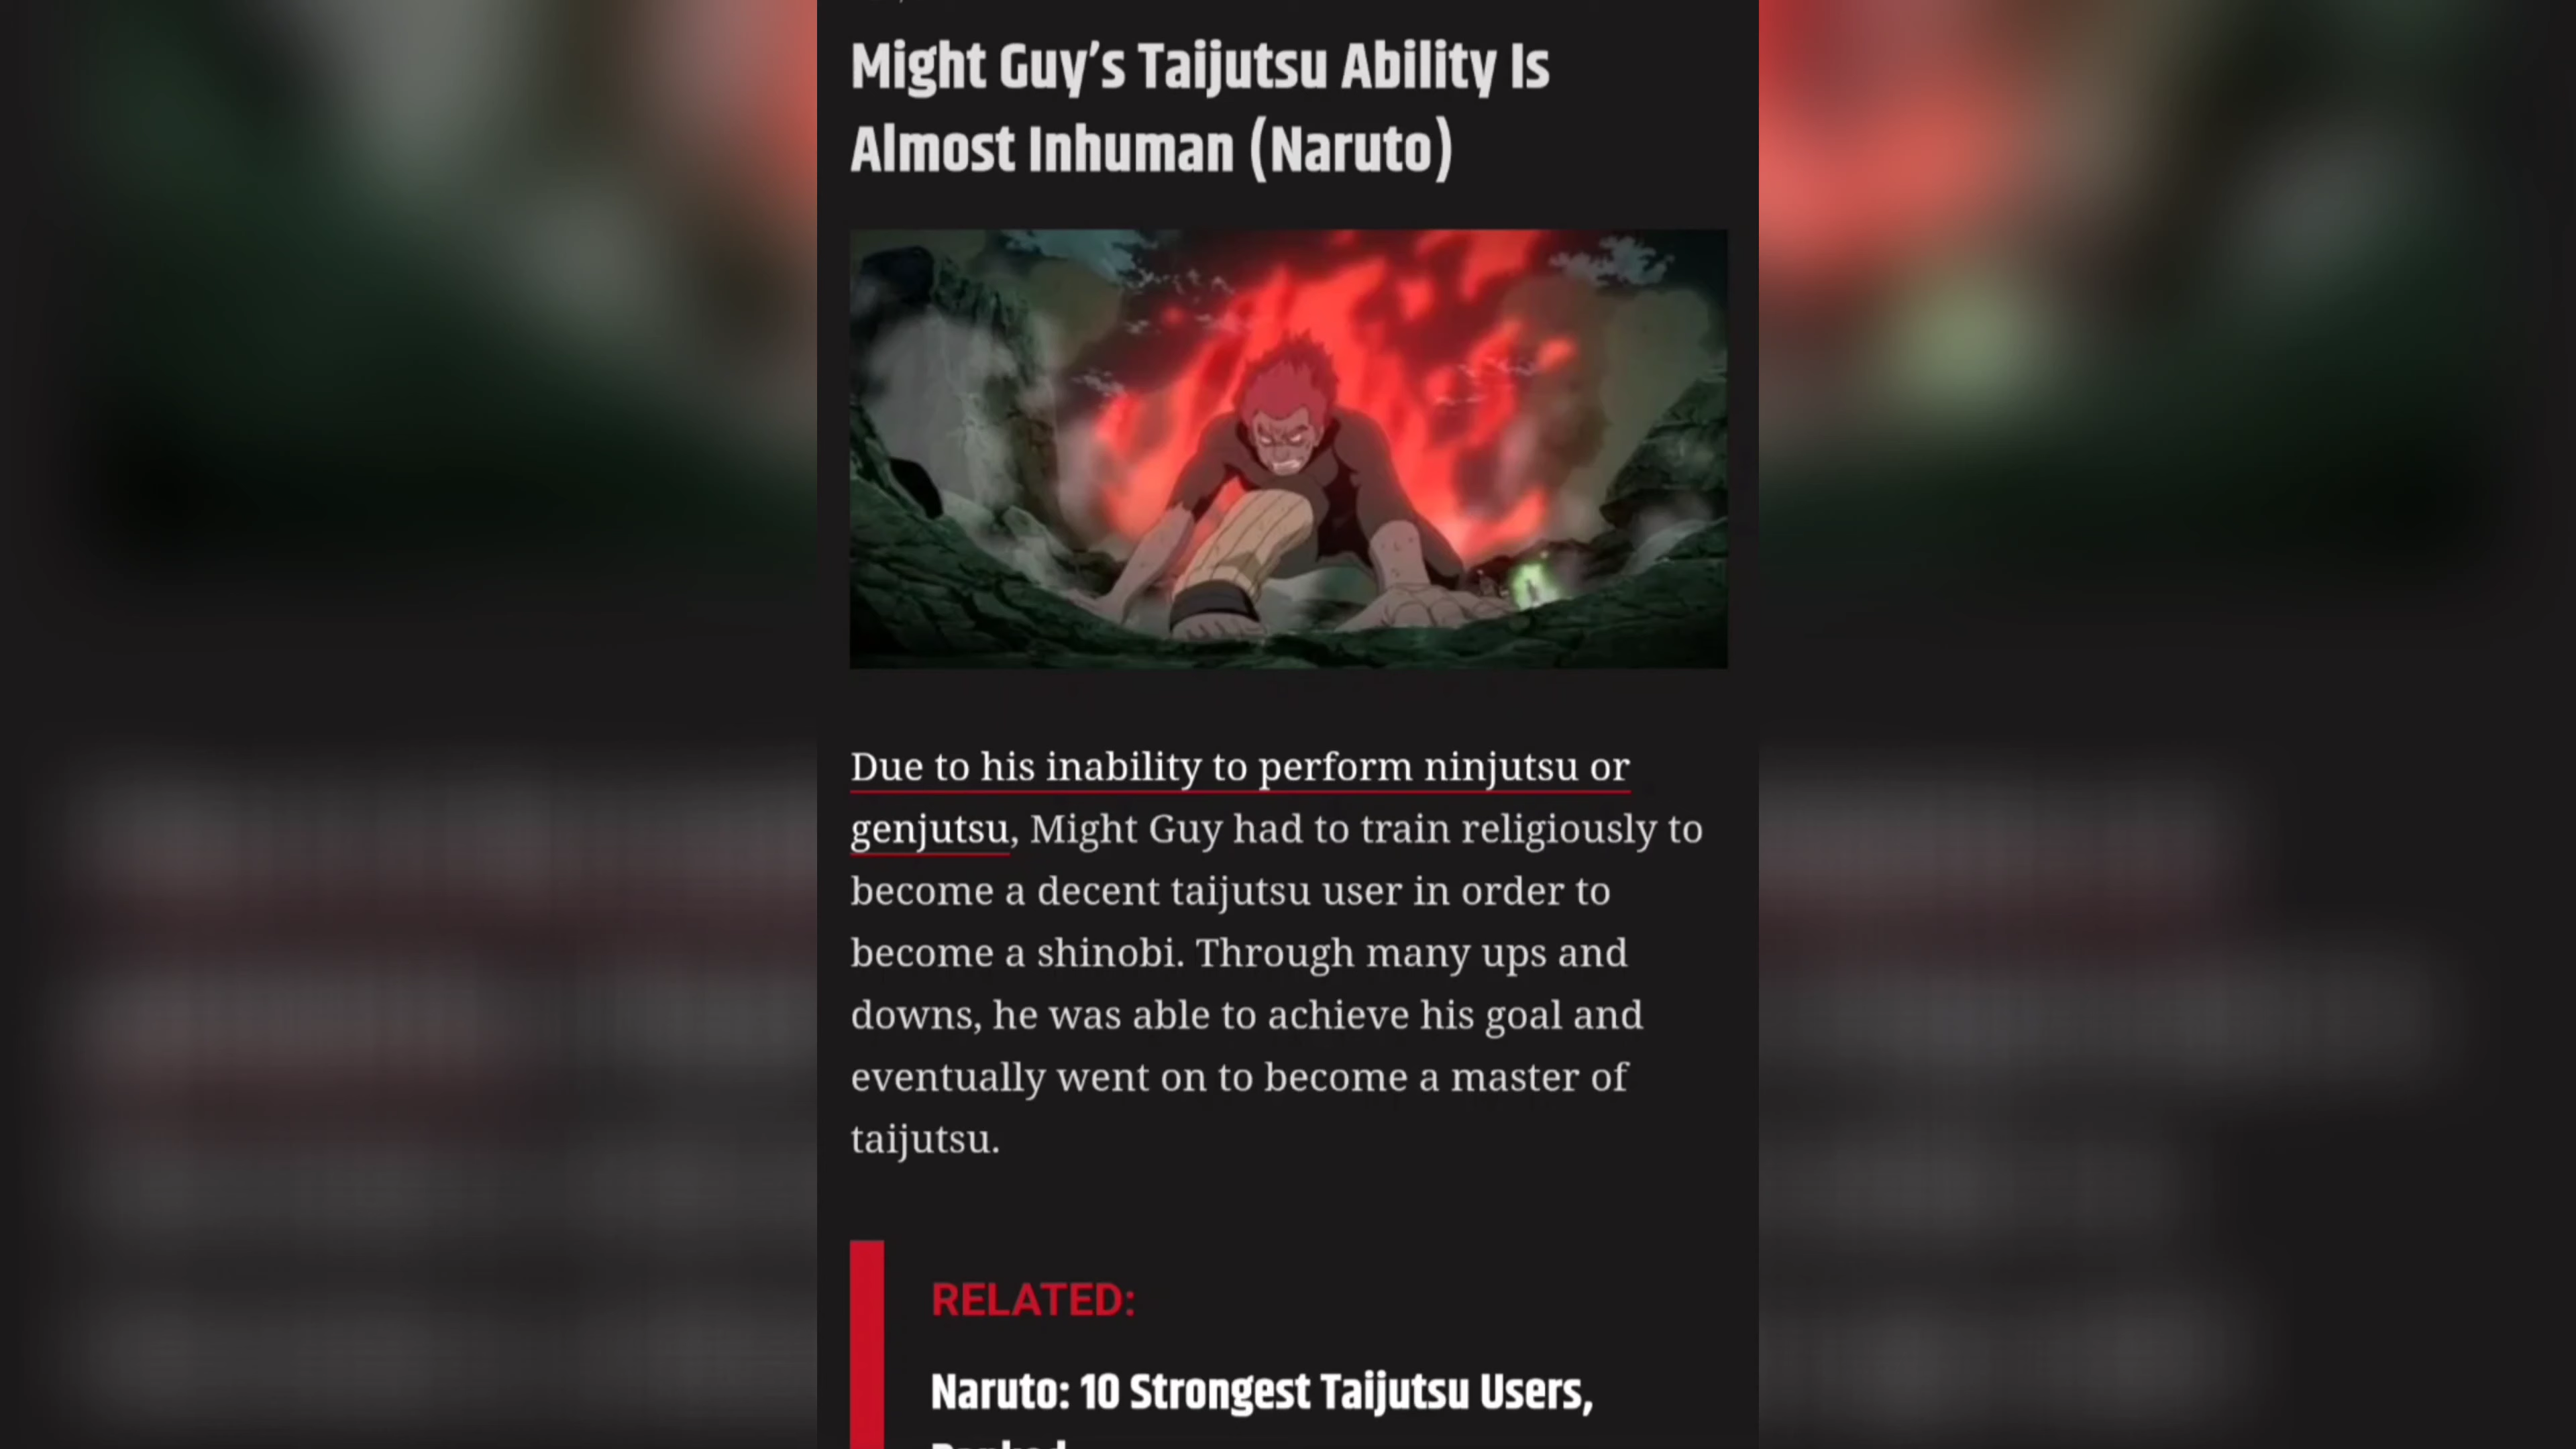 Might Guy’s Taijutsu Ability Is
Almost Inhuman (Naruto)
Due to his inability to perform ninjutsu or
genjutsu, Might Guy had to train religiously to
become a decent taijutsu user in order to
become a shinobi. Through many ups and
downs, he was able to achieve his goal and
eventually went on to become a master of
taijutsu.
RELATED:
Naruto: 10 Strongest Taijutsu Users,